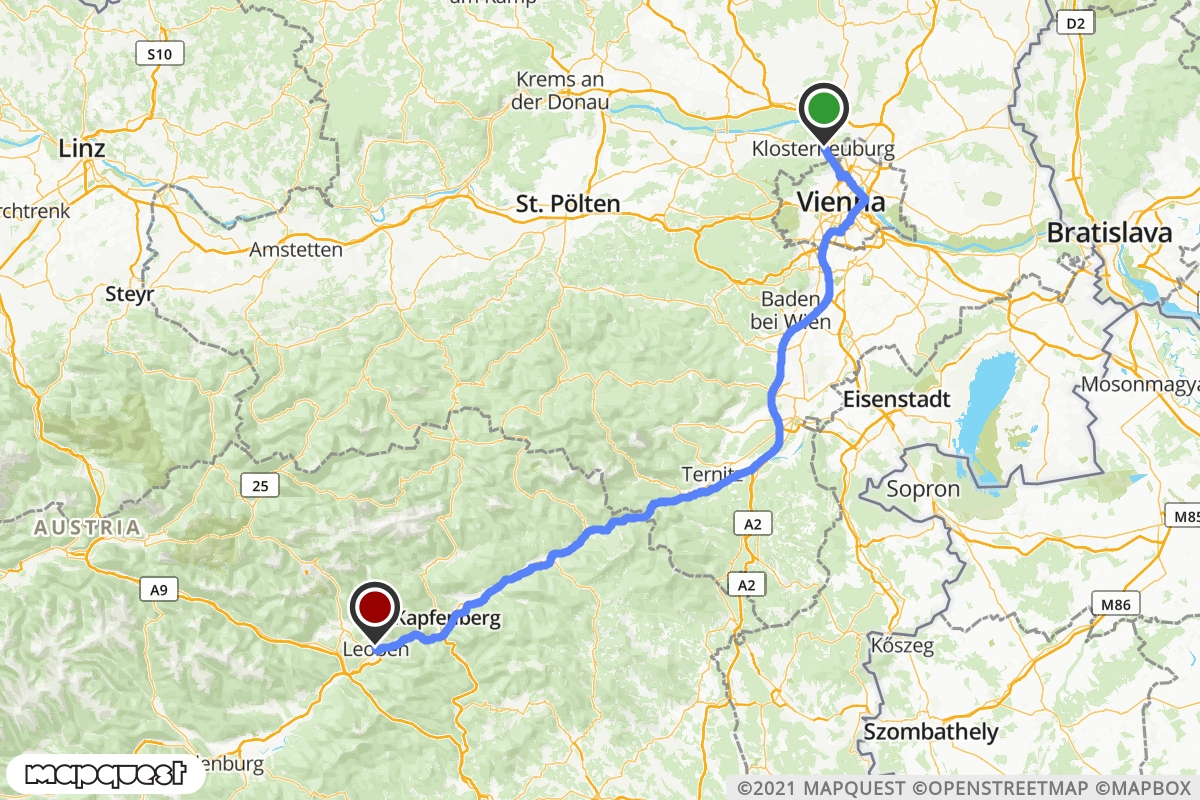 am Kamp
D2
S10
Krems an
der Donau
Linz
Klosterneuburg
rchtrenk
St. Pölten
Vienna
Bratislava
Amstetten
Steyr
Baden
bei Wien
Mosonmagya
Eisenstadt
Ternitz
25
Sopron
AUSTRIA
A2
M85
A9
A2
M86
Kapfenberg
Leoben
Kőszeg
Szombathely
lenburg
mapquest
©2021 MAPQUEST ©OPENSTREETMAP ©MAPBOX